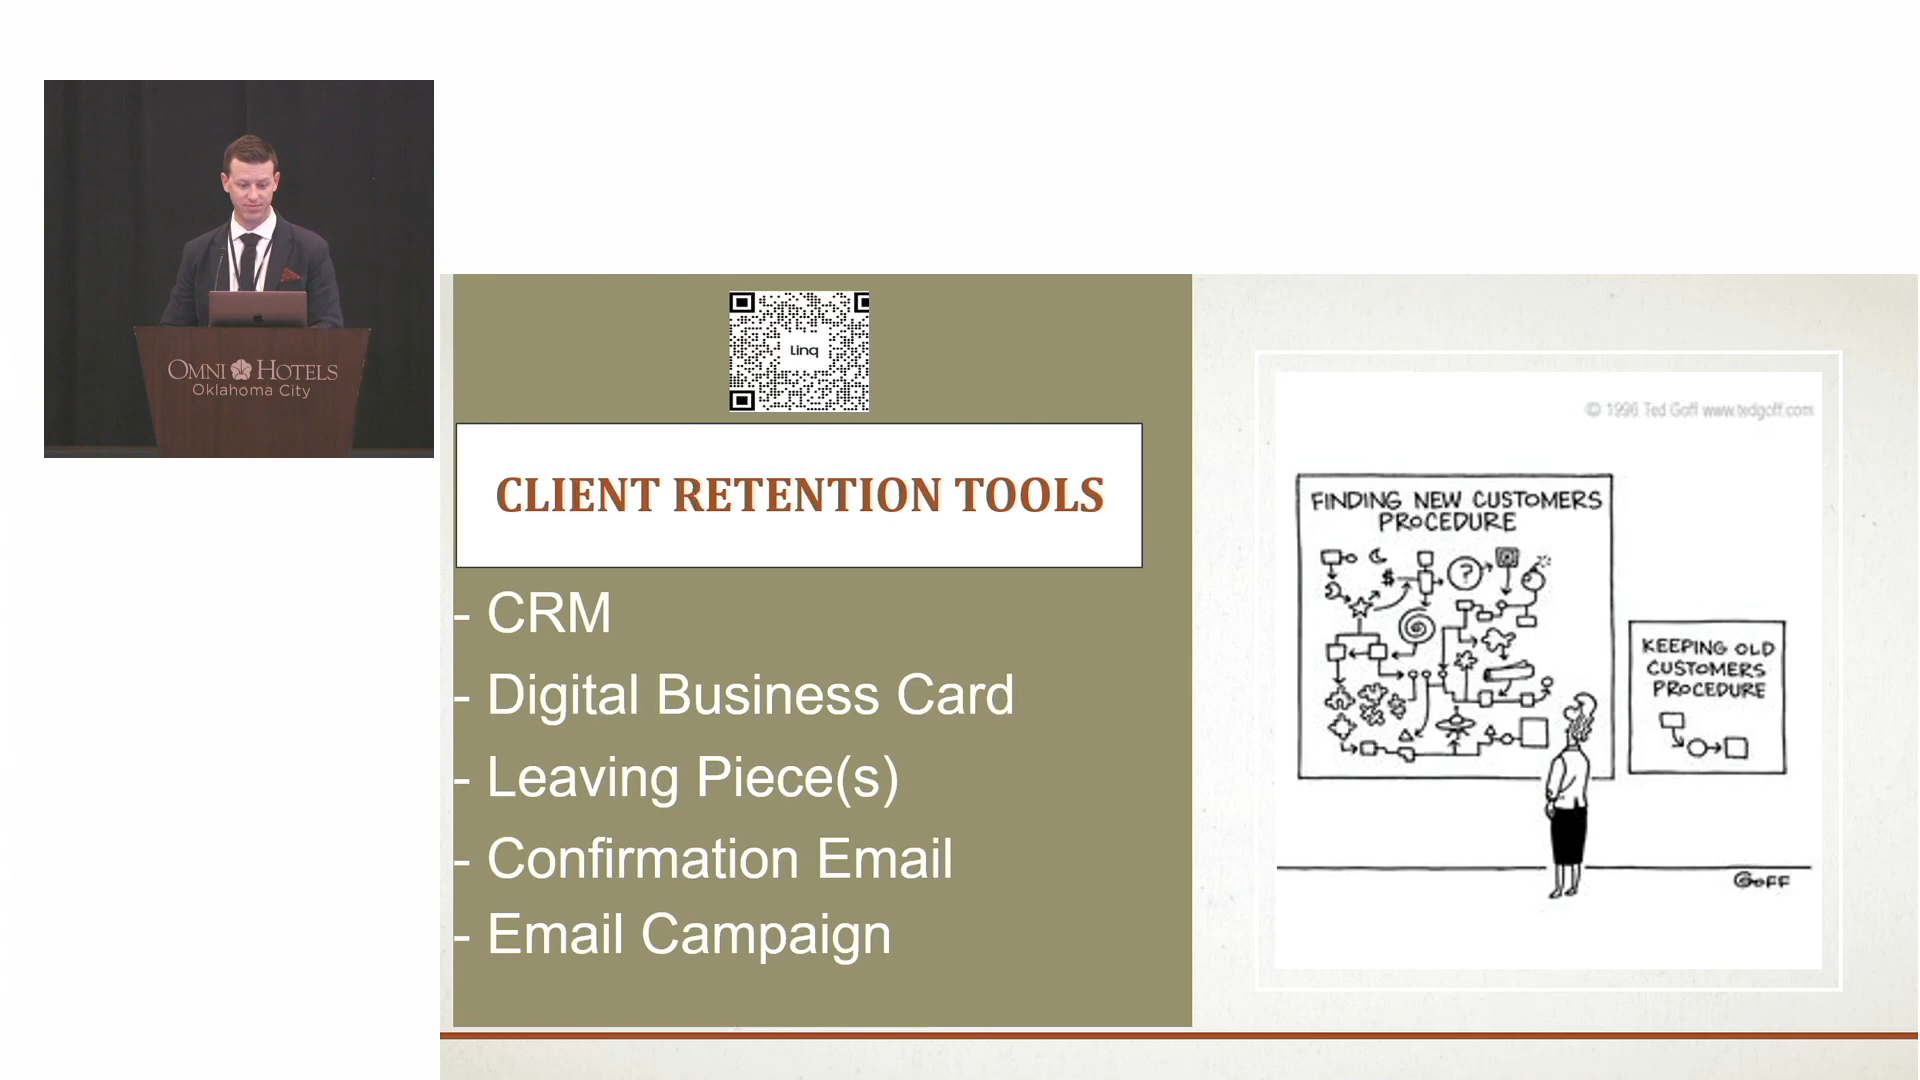 OMNI HOTELS
Oklahoma City
Linq
CLIENT RETENTION TOOLS
- CRM
- Digital Business Card
- Leaving Piece(s)
- Confirmation Email
- Email Campaign
© 1996 Ted Goff www.tedgoff.com
FINDING NEW CUSTOMERS
PROCEDURE
$
?
KEEPING OLD
CUSTOMERS
PROCEDURE
GOFF